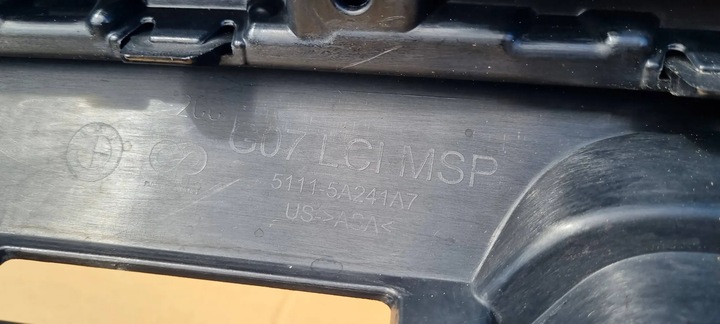 G07 LCI MSP
5111-5A241A7
US->ASA<